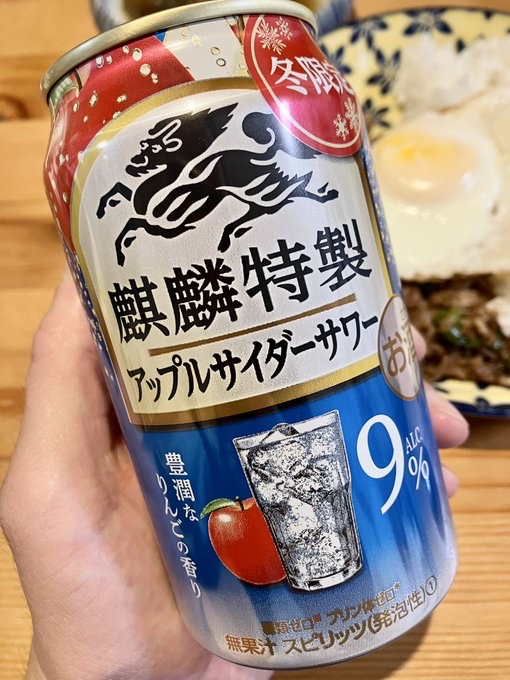 冬限定
麒麟特製
アップルサイダーサワー
お酒
ALC.
9%
豊潤な
りんごの香り
糖類ゼロ※ プリン体ゼロ※
無果汁 スピリッツ(発泡性)①